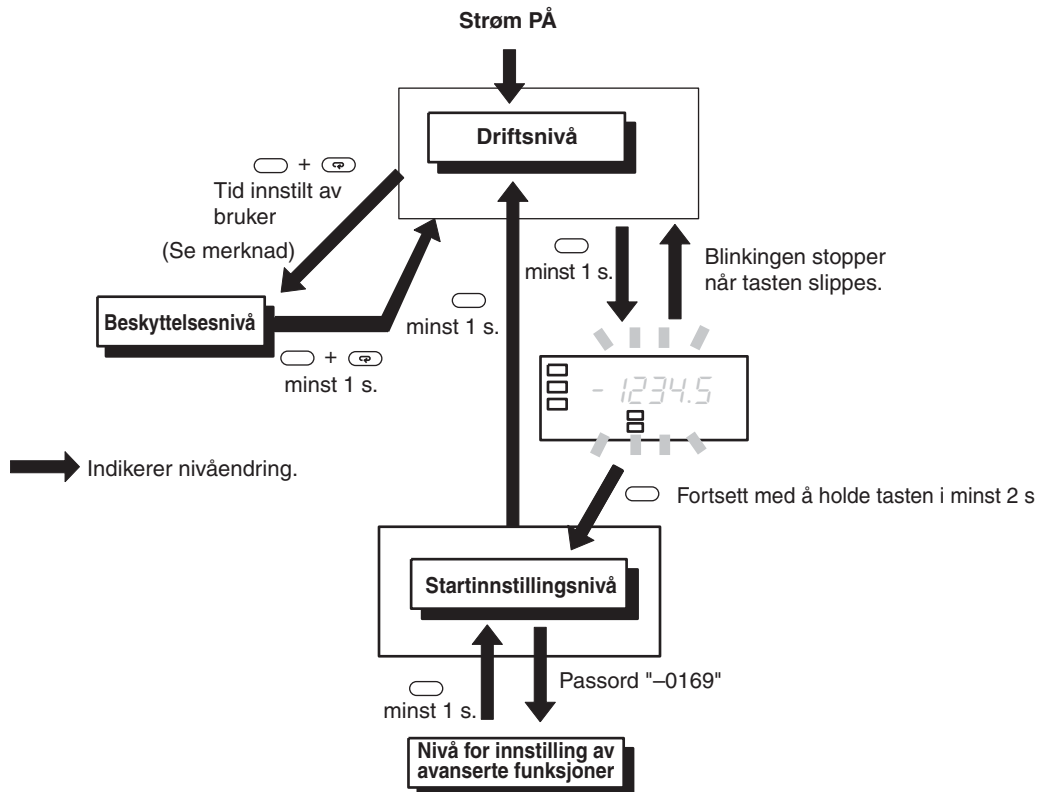 Strøm PÅ
Driftsnivå
+
Tid innstilt av
bruker
(Se merknad)
minst 1 s.
Blinkingen stopper
når tasten slippes.
Beskyttelsesnivå
minst 1 s.
+
minst 1 s.
- 1234.5
Indikerer nivåendring.
Fortsett med å holde tasten i minst 2 s
Startinnstillingsnivå
Passord "–0169"
minst 1 s.
Nivå for innstilling av
avanserte funksjoner